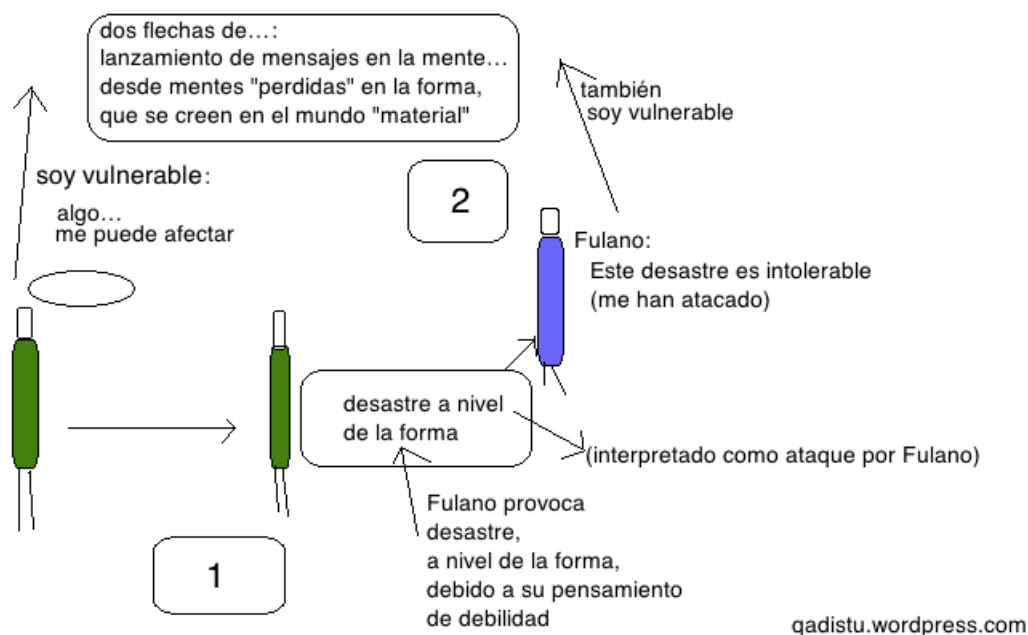 dos flechas de...:
lanzamiento de mensajes en la mente...
desde mentes "perdidas" en la forma,
que se creen en el mundo "material"
también
soy vulnerable
soy vulnerable:
algo...
me puede afectar
2
Fulano:
Este desastre es intolerable
(me han atacado)
desastre a nivel
de la forma
(interpretado como ataque por Fulano)
Fulano provoca
desastre,
a nivel de la forma,
debido a su pensamiento
de debilidad
1
qadistu.wordpress.com